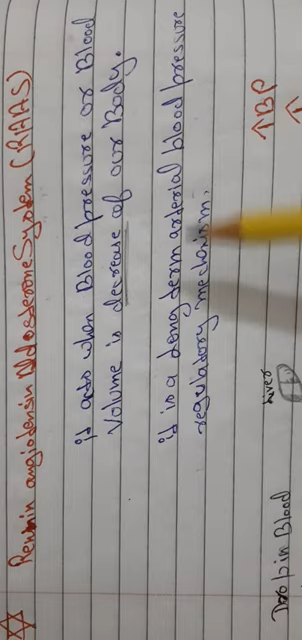 Renin angiotensin Aldosterone System (RAAS)
it acts when Blood pressure or Blood
Volume is decrease of our Body.
it is a Long term arterial blood pressure
regulatory mechanism.
↑BP
↑
Liver
in Blood